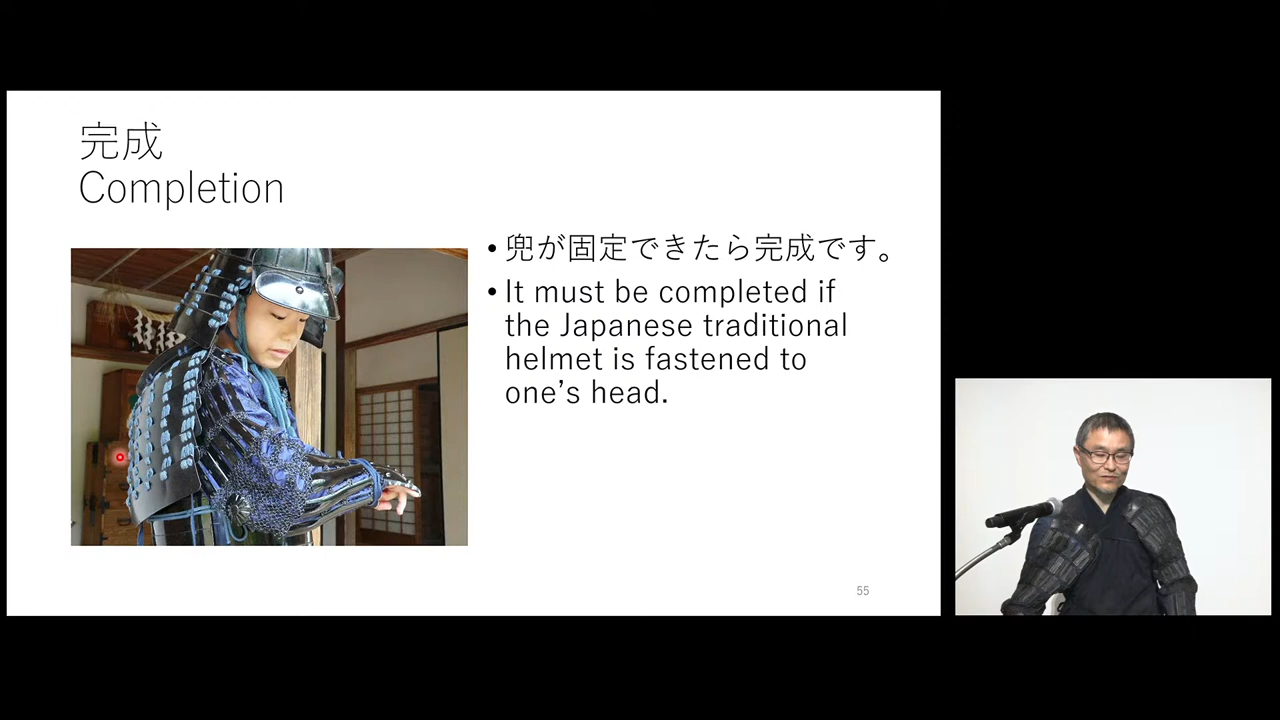 完成
Completion
• 兜が固定できたら完成です。
• It must be completed if
the Japanese traditional
helmet is fastened to
one’s head.
55